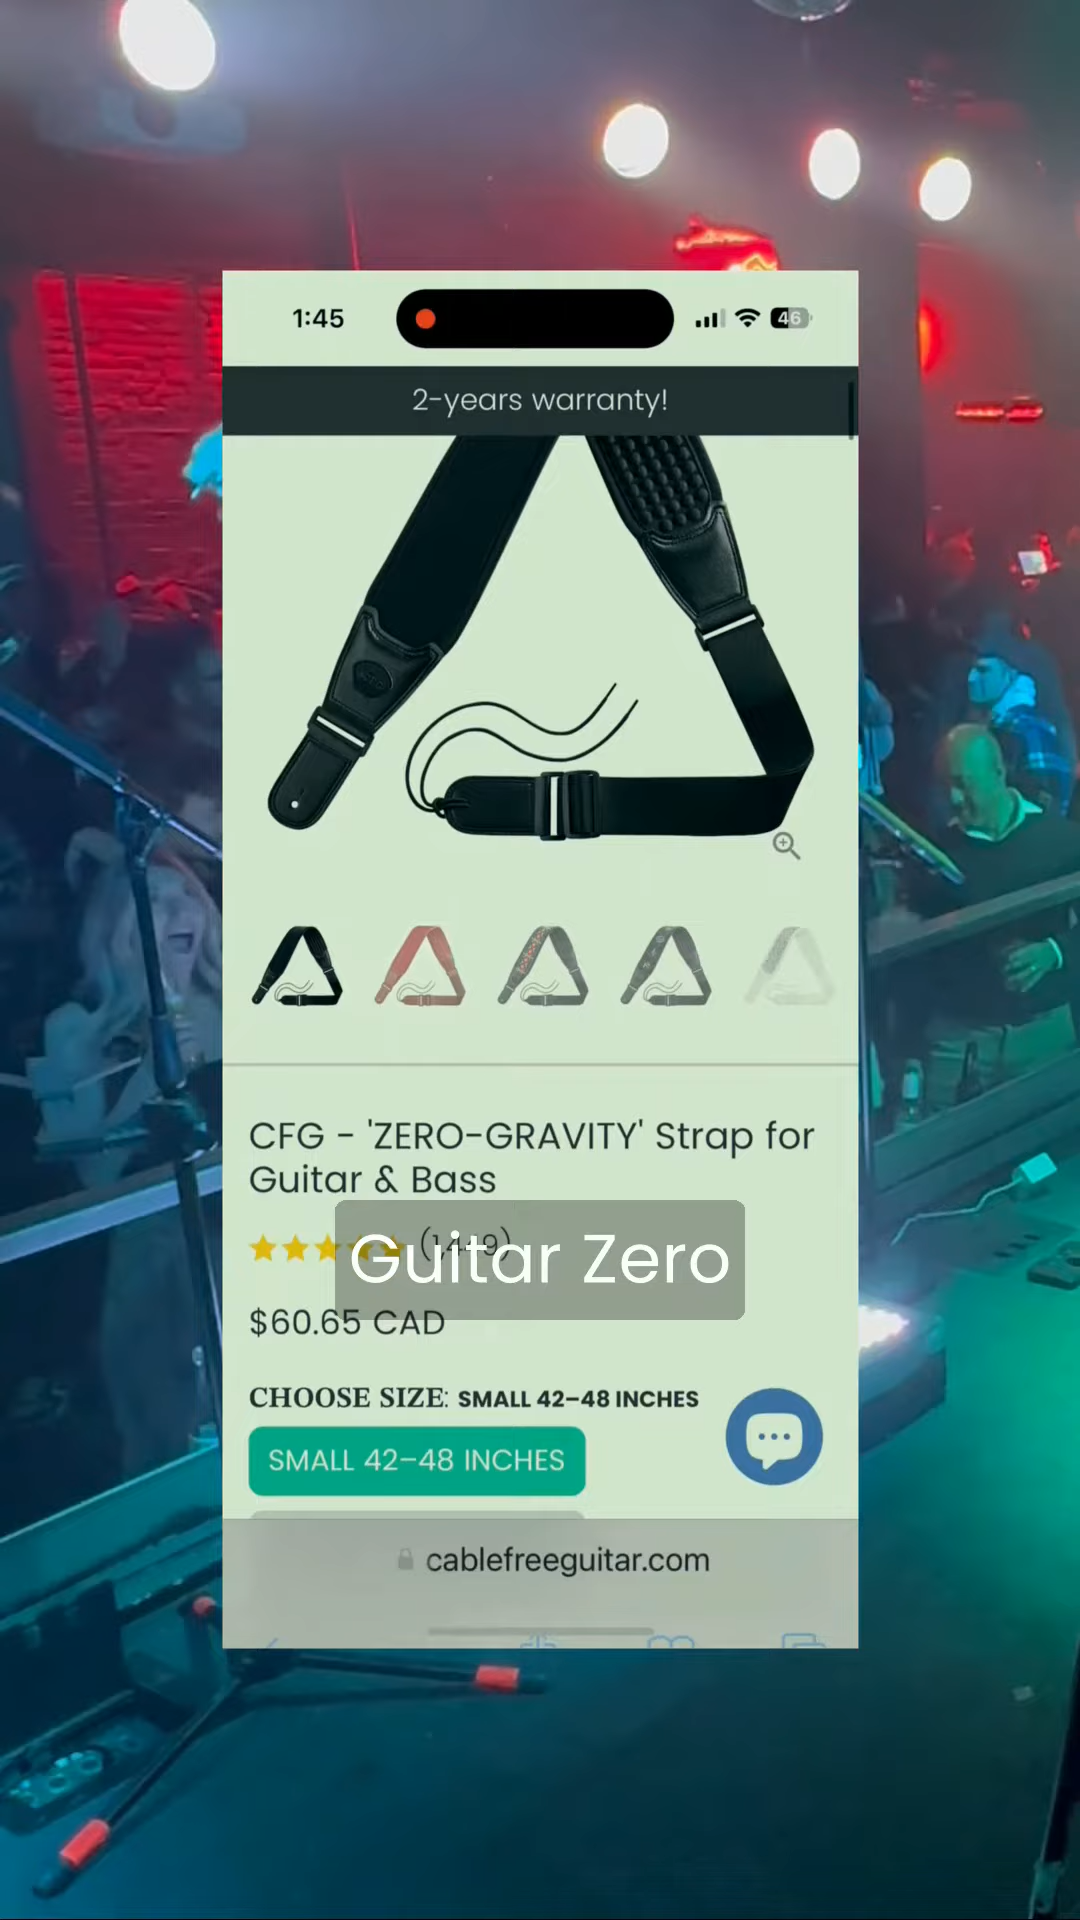 1:45
46
2-years warranty!
CFG - 'ZERO-GRAVITY' Strap for
Guitar & Bass
Guitar Zero
$60.65 CAD
CHOOSE SIZE: SMALL 42–48 INCHES
SMALL 42–48 INCHES
cablefreeguitar.com